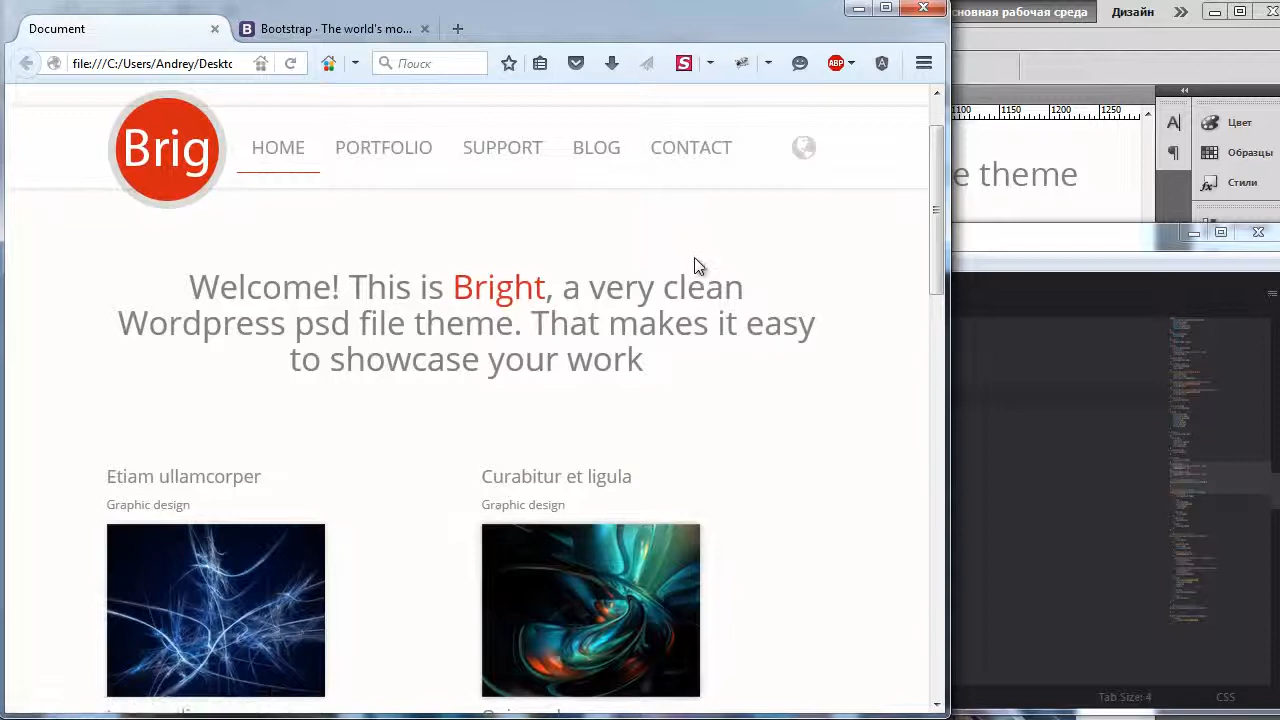 Document
Bootstrap · The world's mo...
file:///C:/Users/Andrey/Deskto
Поиск
ABP
Brig
HOME
PORTFOLIO
SUPPORT
BLOG
CONTACT
Welcome! This is Bright, a very clean
Wordpress psd file theme. That makes it easy
to showcase your work
Etiam ullamcorper
Graphic design
Curabitur et ligula
Graphic design
основная рабочая среда
Дизайн
1100
1150
1200
1250
e theme
Цвет
Образцы
Стили
Tab Size: 4
CSS